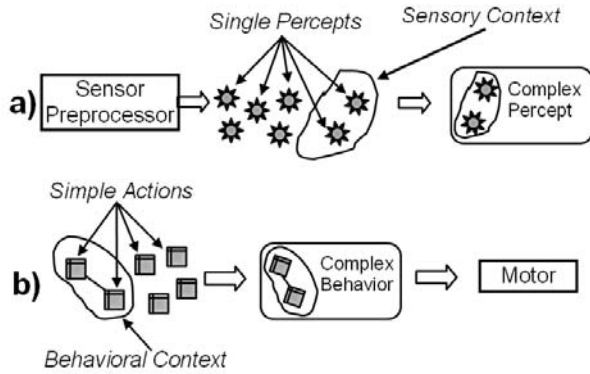 Single Percepts
Sensory Context
a)
Sensor
Preprocessor
Complex
Percept
Simple Actions
b)
Complex
Behavior
Motor
Behavioral Context